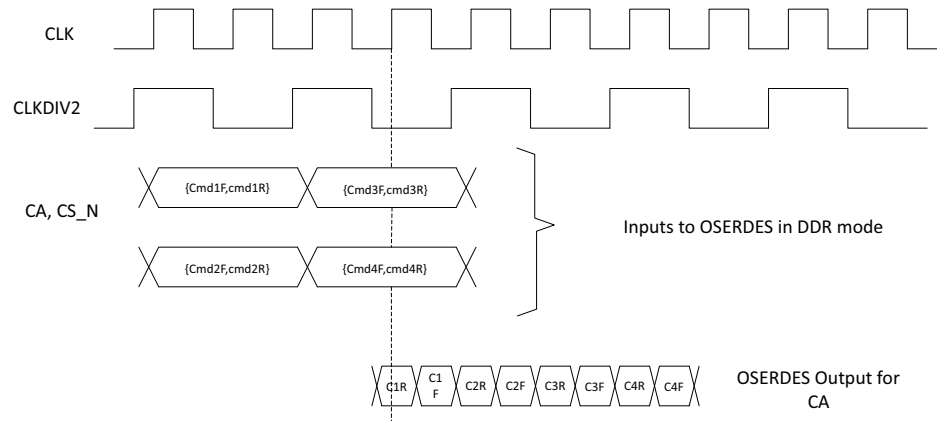 CLK
CLKDIV2
{Cmd1F,cmd1R}
{Cmd3F,cmd3R}
CA, CS_N
Inputs to OSERDES in DDR mode
{Cmd2F,cmd2R}
{Cmd4F,cmd4R}
C1R
C1
F
C2R
C2F
C3R
C3F
C4R
C4F
OSERDES Output for
CA